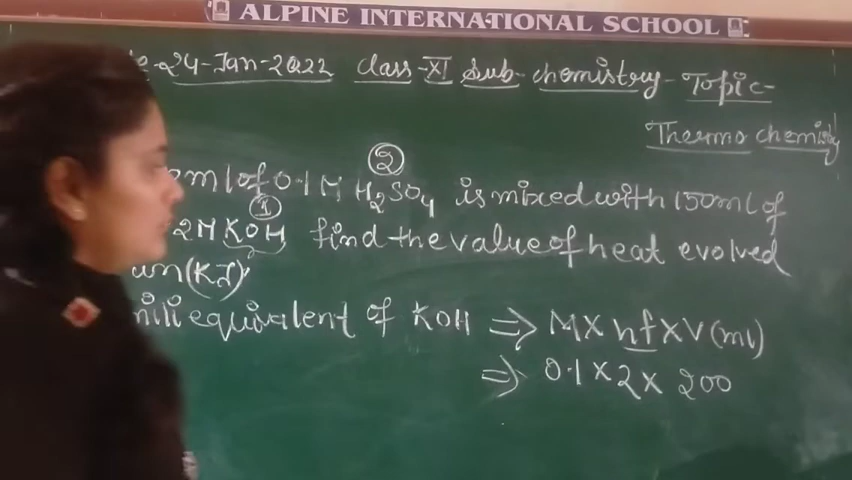 ALPINE INTERNATIONAL SCHOOL
24-Jan-2022 Class-XI Sub-chemistry-Topic-
Thermo chemistry
2
ml of 0.1 M H₂SO₄ is mixed with 150ml of
1
2M KOH find the value of heat evolved
(KJ)
equivalent of KOH ⇒ M X nf X V(ml)
⇒ 0.1 X 2 X 200